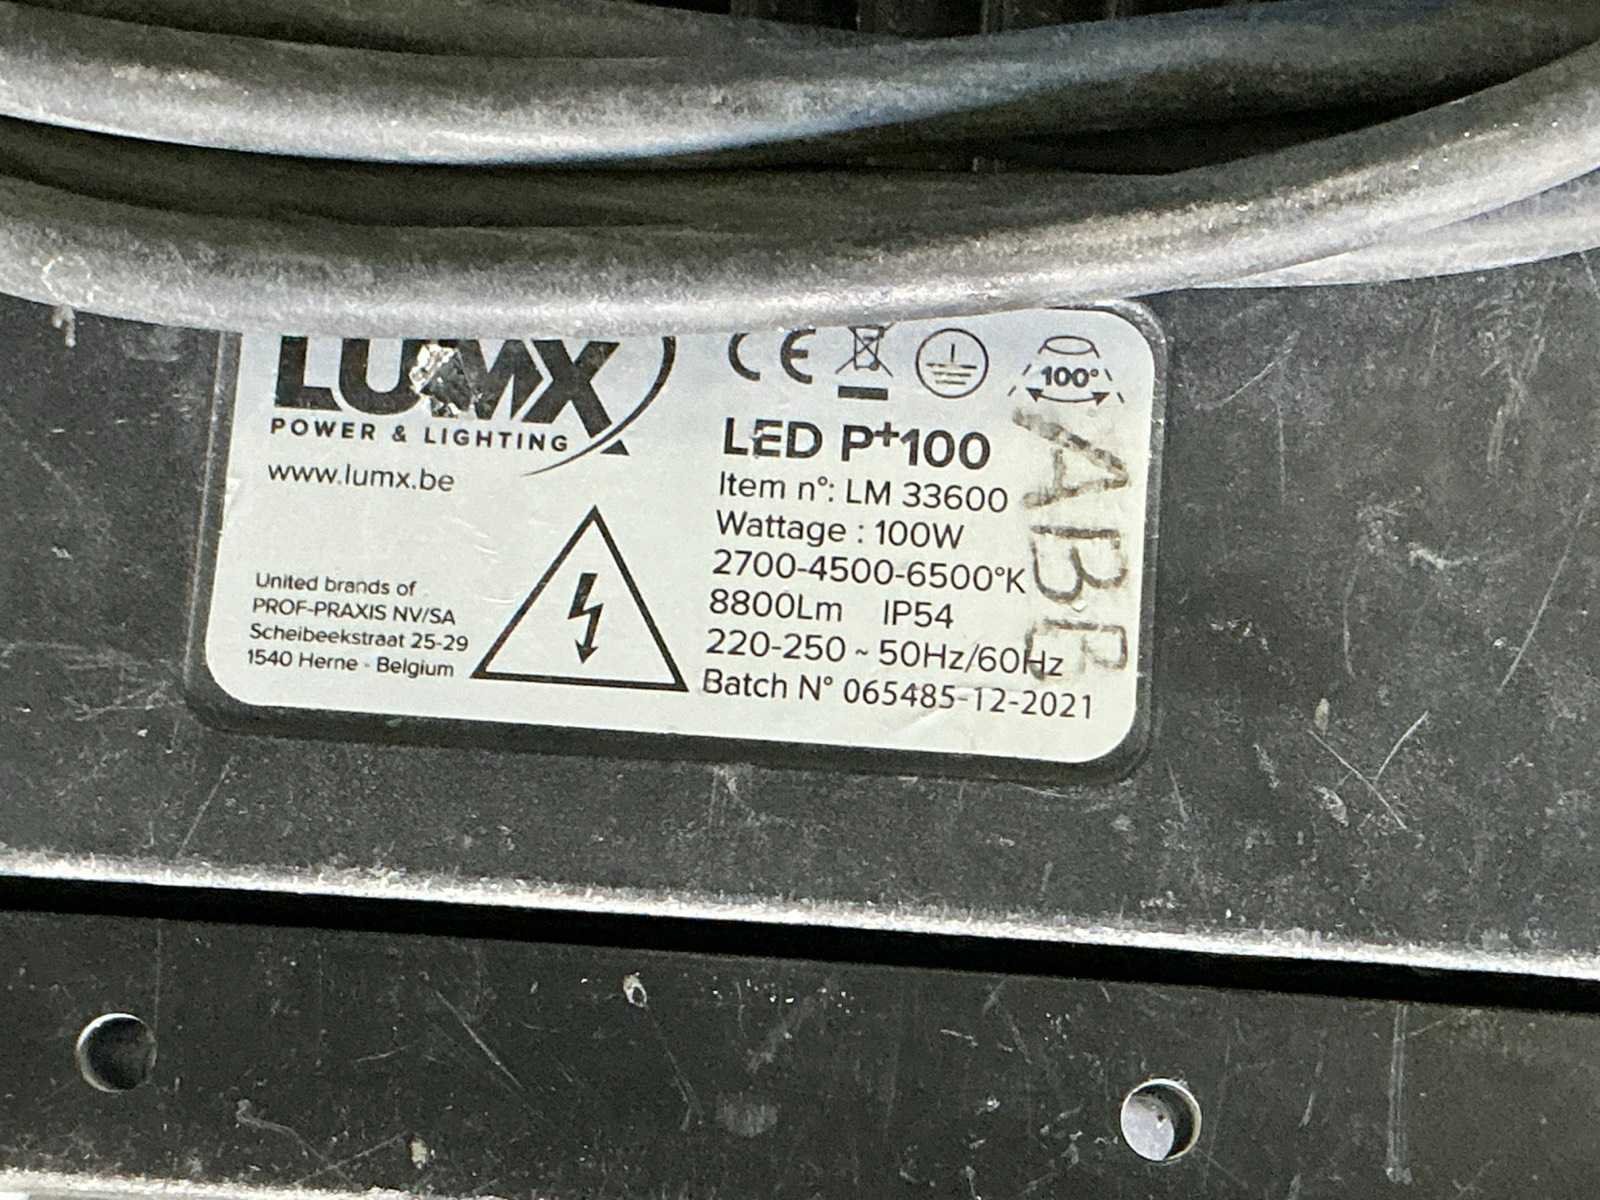 LUMX
POWER & LIGHTING
www.lumx.be
United brands of
PROF-PRAXIS NV/SA
Scheibeekstraat 25-29
1540 Herne - Belgium
CE
100°
LED P+100
Item n°: LM 33600
Wattage : 100W
2700-4500-6500°K
8800Lm IP54
220-250 ~ 50Hz/60Hz
Batch N° 065485-12-2021